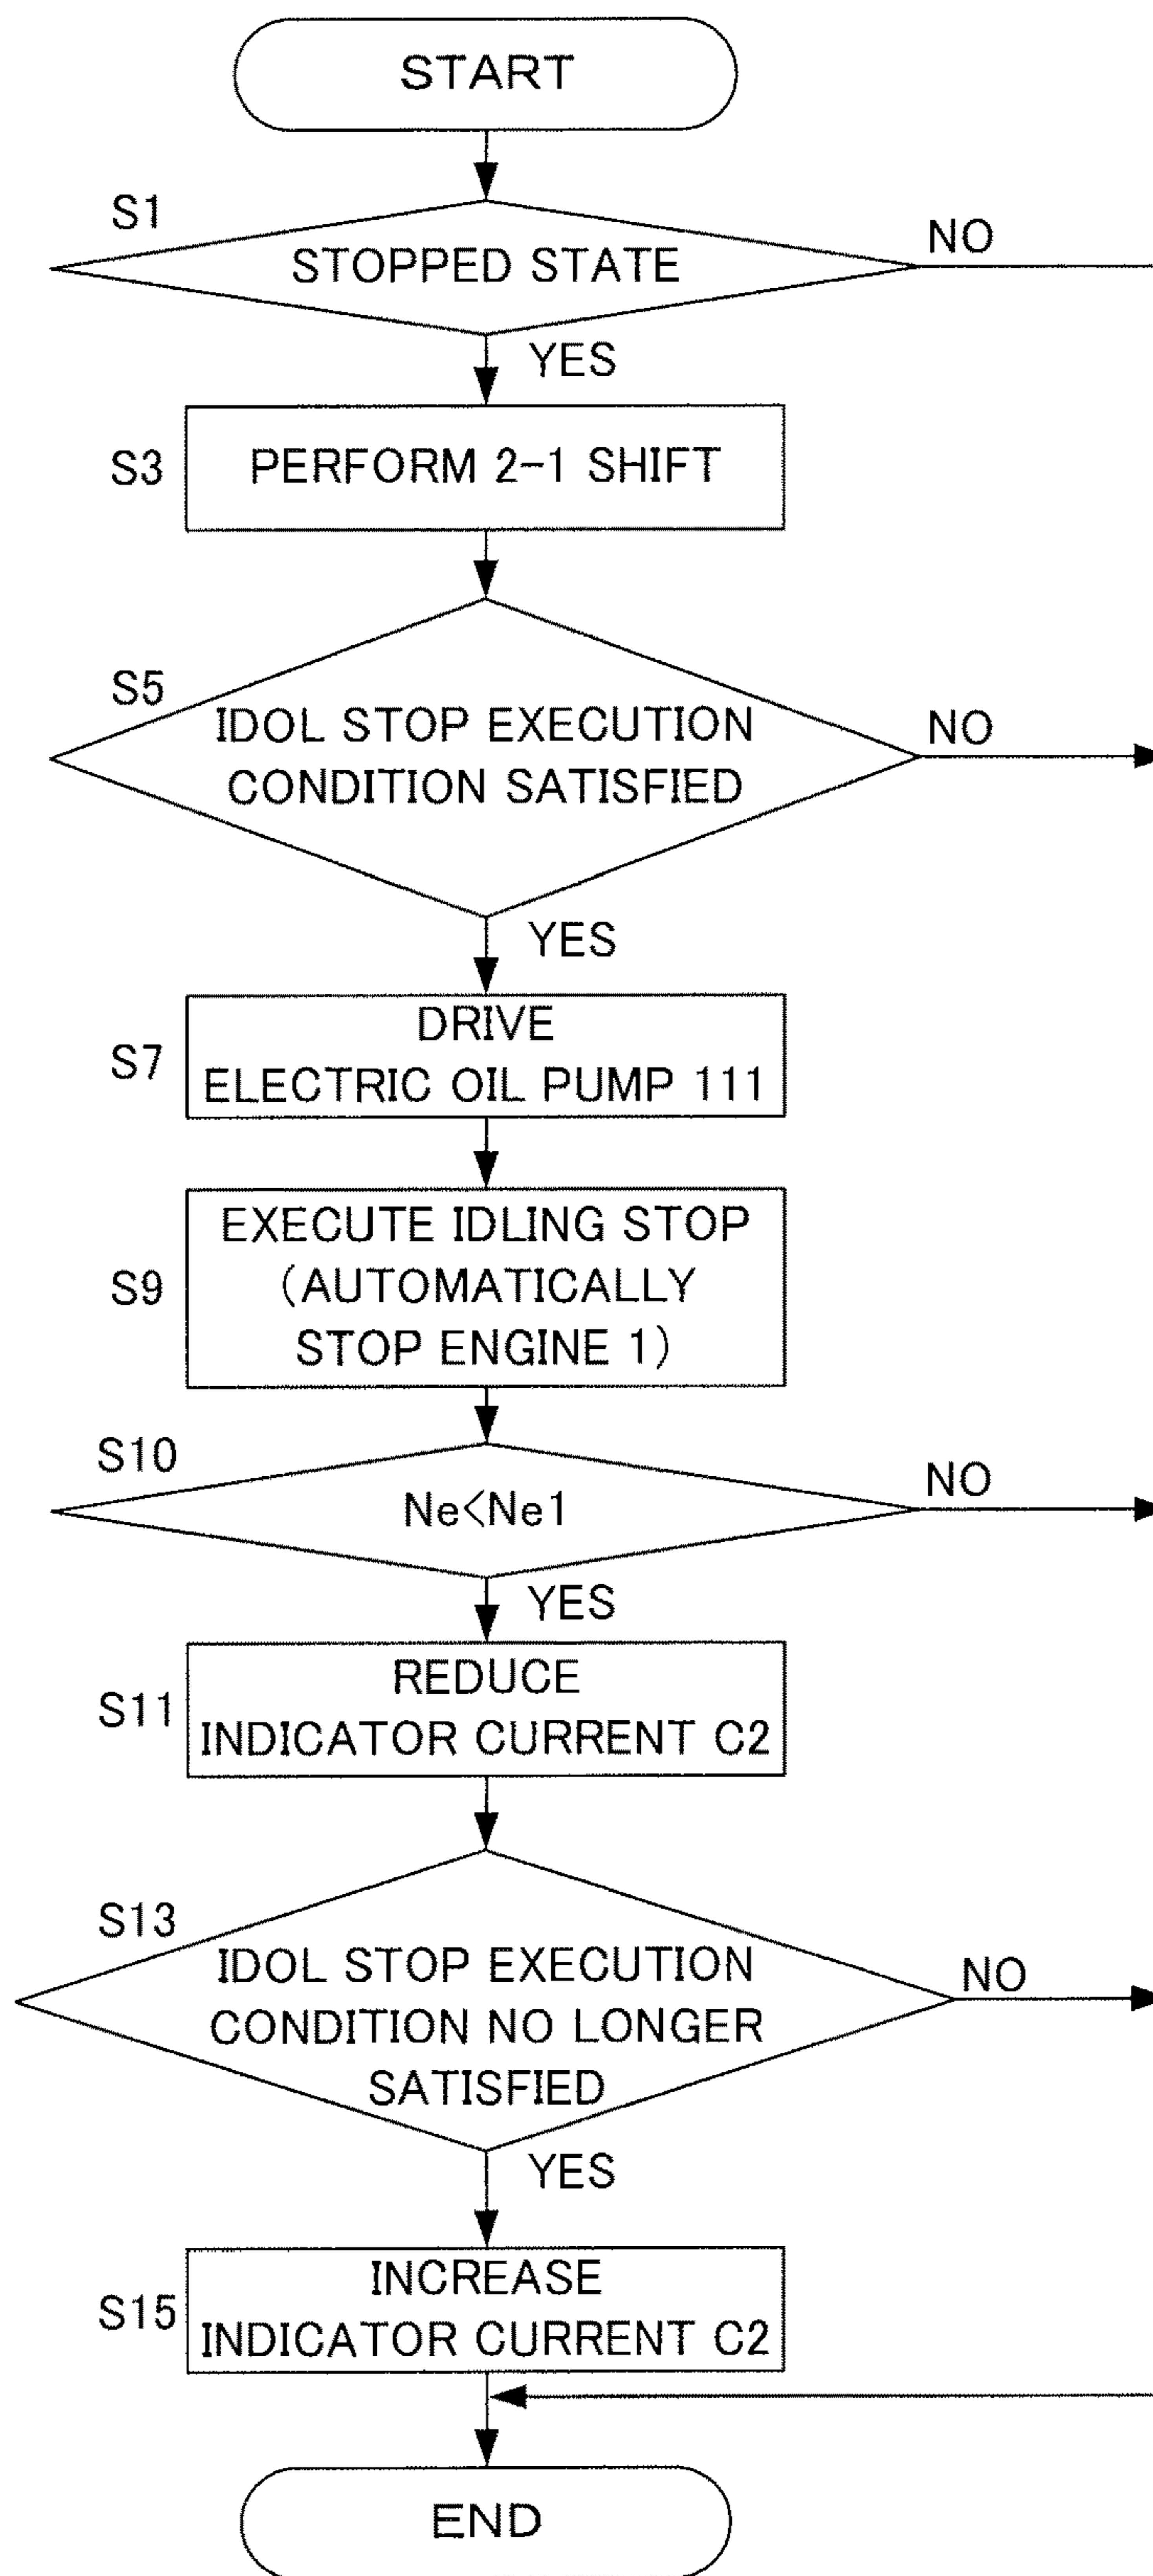 START
S1
STOPPED STATE
NO
YES
S3
PERFORM 2-1 SHIFT
S5
IDOL STOP EXECUTION
CONDITION SATISFIED
NO
YES
S7
DRIVE
ELECTRIC OIL PUMP 111
S9
EXECUTE IDLING STOP
(AUTOMATICALLY
STOP ENGINE 1)
S10
Ne<Ne1
NO
YES
S11
REDUCE
INDICATOR CURRENT C2
S13
IDOL STOP EXECUTION
CONDITION NO LONGER
SATISFIED
NO
YES
S15
INCREASE
INDICATOR CURRENT C2
END